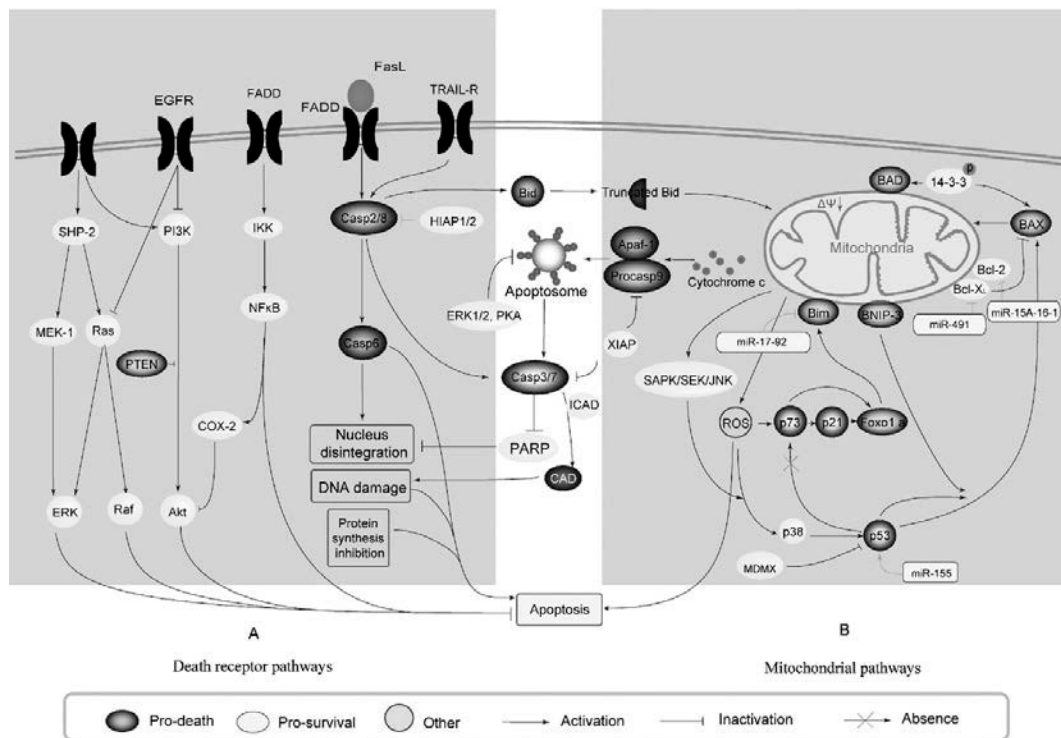 FasL
EGFR
FADD
FADD
TRAIL-R
SHP-2
PI3K
IKK
Casp2/8
HIAP1/2
Bid
Truncated Bid
BAD
14-3-3
P
ΔΨ↓
BAX
Mitochondria
Apaf-1
Procasp9
Cytochrome c
Apoptosome
Bcl-2
Bcl-XL
miR-15A-16-1
miR-491
MEK-1
Ras
NFκB
ERK1/2, PKA
XIAP
Bim
BNIP-3
miR-17-92
PTEN
Casp6
Casp3/7
ICAD
SAPK/SEK/JNK
COX-2
Nucleus
disintegration
PARP
ROS
p73
p21
Foxo1 a
DNA damage
CAD
ERK
Raf
Akt
Protein
synthesis
inhibition
p38
p53
MDMX
miR-155
Apoptosis
A
B
Death receptor pathways
Mitochondrial pathways
Pro-death
Pro-survival
Other
Activation
Inactivation
Absence